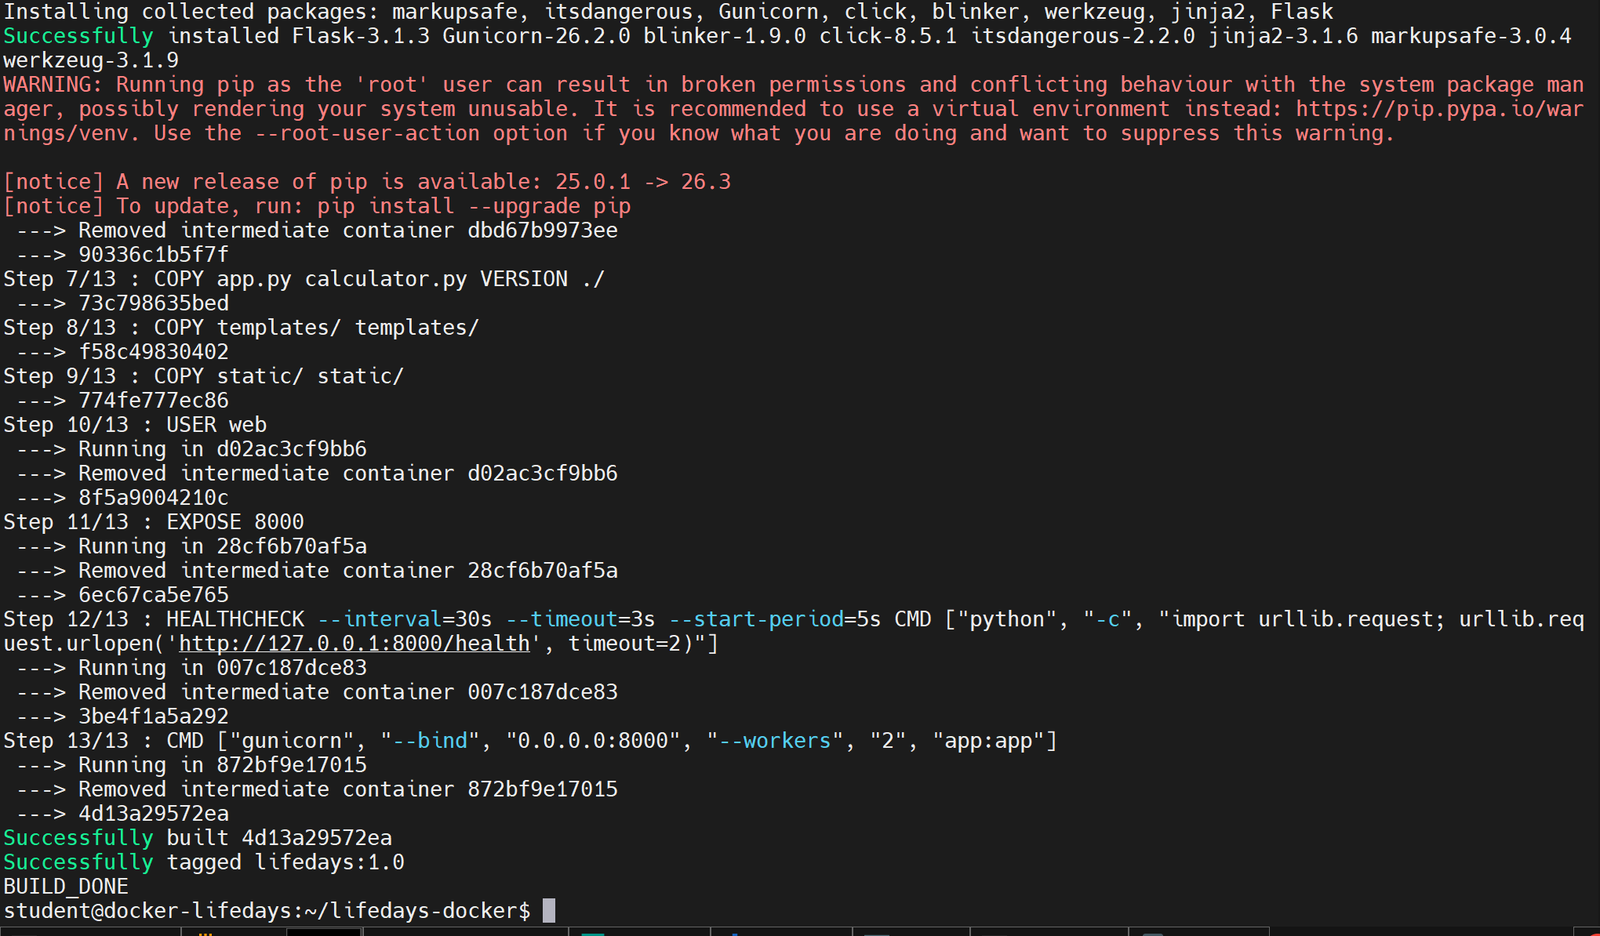 Installing collected packages: markupsafe, itsdangerous, Gunicorn, click, blinker, werkzeug, jinja2, Flask
Successfully installed Flask-3.1.3 Gunicorn-26.2.0 blinker-1.9.0 click-8.5.1 itsdangerous-2.2.0 jinja2-3.1.6 markupsafe-3.0.4
werkzeug-3.1.9
WARNING: Running pip as the 'root' user can result in broken permissions and conflicting behaviour with the system package man
ager, possibly rendering your system unusable. It is recommended to use a virtual environment instead: https://pip.pypa.io/war
nings/venv. Use the --root-user-action option if you know what you are doing and want to suppress this warning.

[notice] A new release of pip is available: 25.0.1 -> 26.3
[notice] To update, run: pip install --upgrade pip
 ---> Removed intermediate container dbd67b9973ee
 ---> 90336c1b5f7f
Step 7/13 : COPY app.py calculator.py VERSION ./
 ---> 73c798635bed
Step 8/13 : COPY templates/ templates/
 ---> f58c49830402
Step 9/13 : COPY static/ static/
 ---> 774fe777ec86
Step 10/13 : USER web
 ---> Running in d02ac3cf9bb6
 ---> Removed intermediate container d02ac3cf9bb6
 ---> 8f5a9004210c
Step 11/13 : EXPOSE 8000
 ---> Running in 28cf6b70af5a
 ---> Removed intermediate container 28cf6b70af5a
 ---> 6ec67ca5e765
Step 12/13 : HEALTHCHECK --interval=30s --timeout=3s --start-period=5s CMD ["python", "-c", "import urllib.request; urllib.req
uest.urlopen('http://127.0.0.1:8000/health', timeout=2)"]
 ---> Running in 007c187dce83
 ---> Removed intermediate container 007c187dce83
 ---> 3be4f1a5a292
Step 13/13 : CMD ["gunicorn", "--bind", "0.0.0.0:8000", "--workers", "2", "app:app"]
 ---> Running in 872bf9e17015
 ---> Removed intermediate container 872bf9e17015
 ---> 4d13a29572ea
Successfully built 4d13a29572ea
Successfully tagged lifedays:1.0
BUILD_DONE
student@docker-lifedays:~/lifedays-docker$